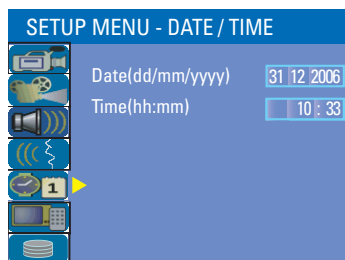 SETUP MENU - DATE / TIME
Date(dd/mm/yyyy) 31 12 2006
Time(hh:mm) 10 : 33
1